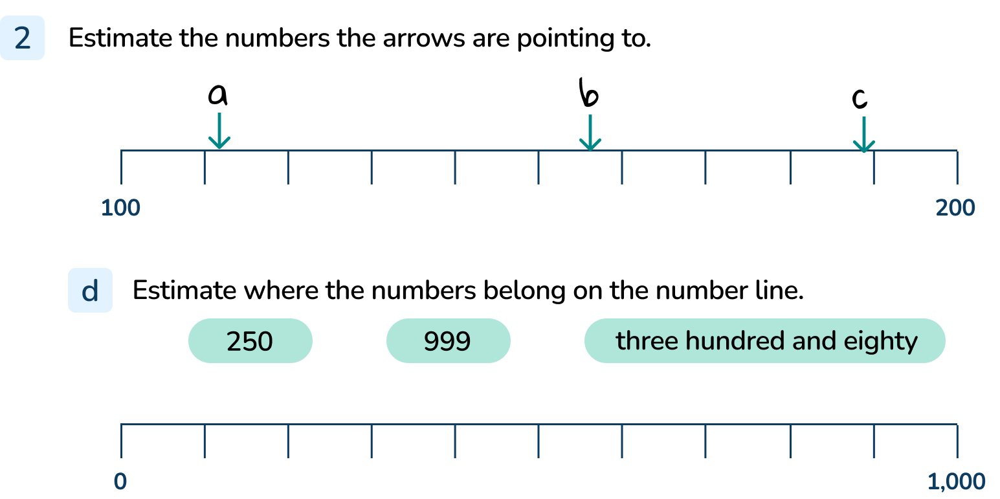 2 Estimate the numbers the arrows are pointing to.
a b c
100 200
d Estimate where the numbers belong on the number line.
250 999 three hundred and eighty
0 1,000